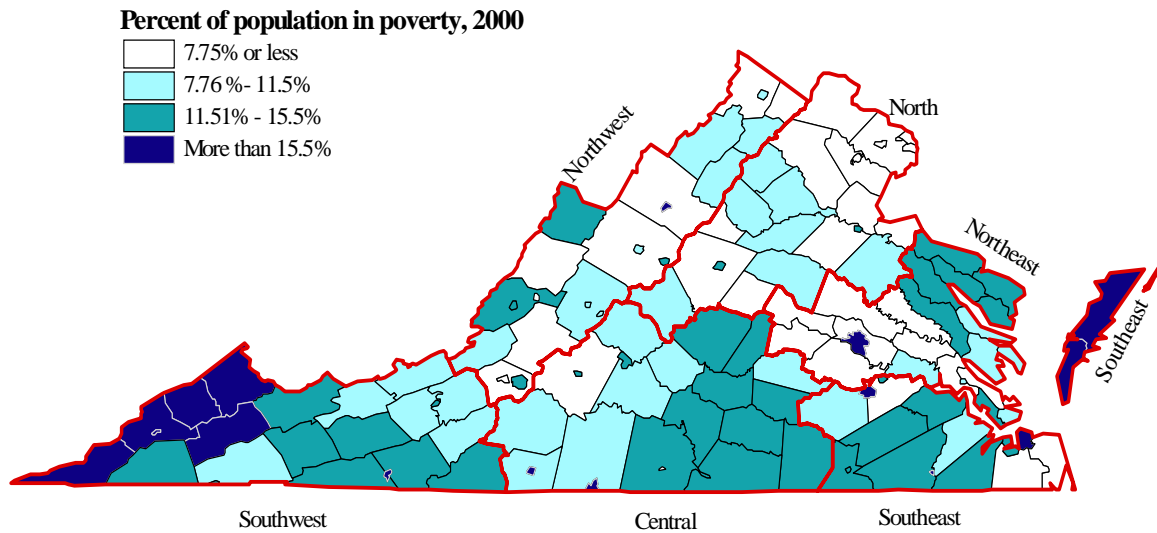 Percent of population in poverty, 2000
7.75% or less
7.76 %- 11.5%
11.51% - 15.5%
More than 15.5%
North
Northwest
Northeast
Southeast
Southwest
Central
Southeast